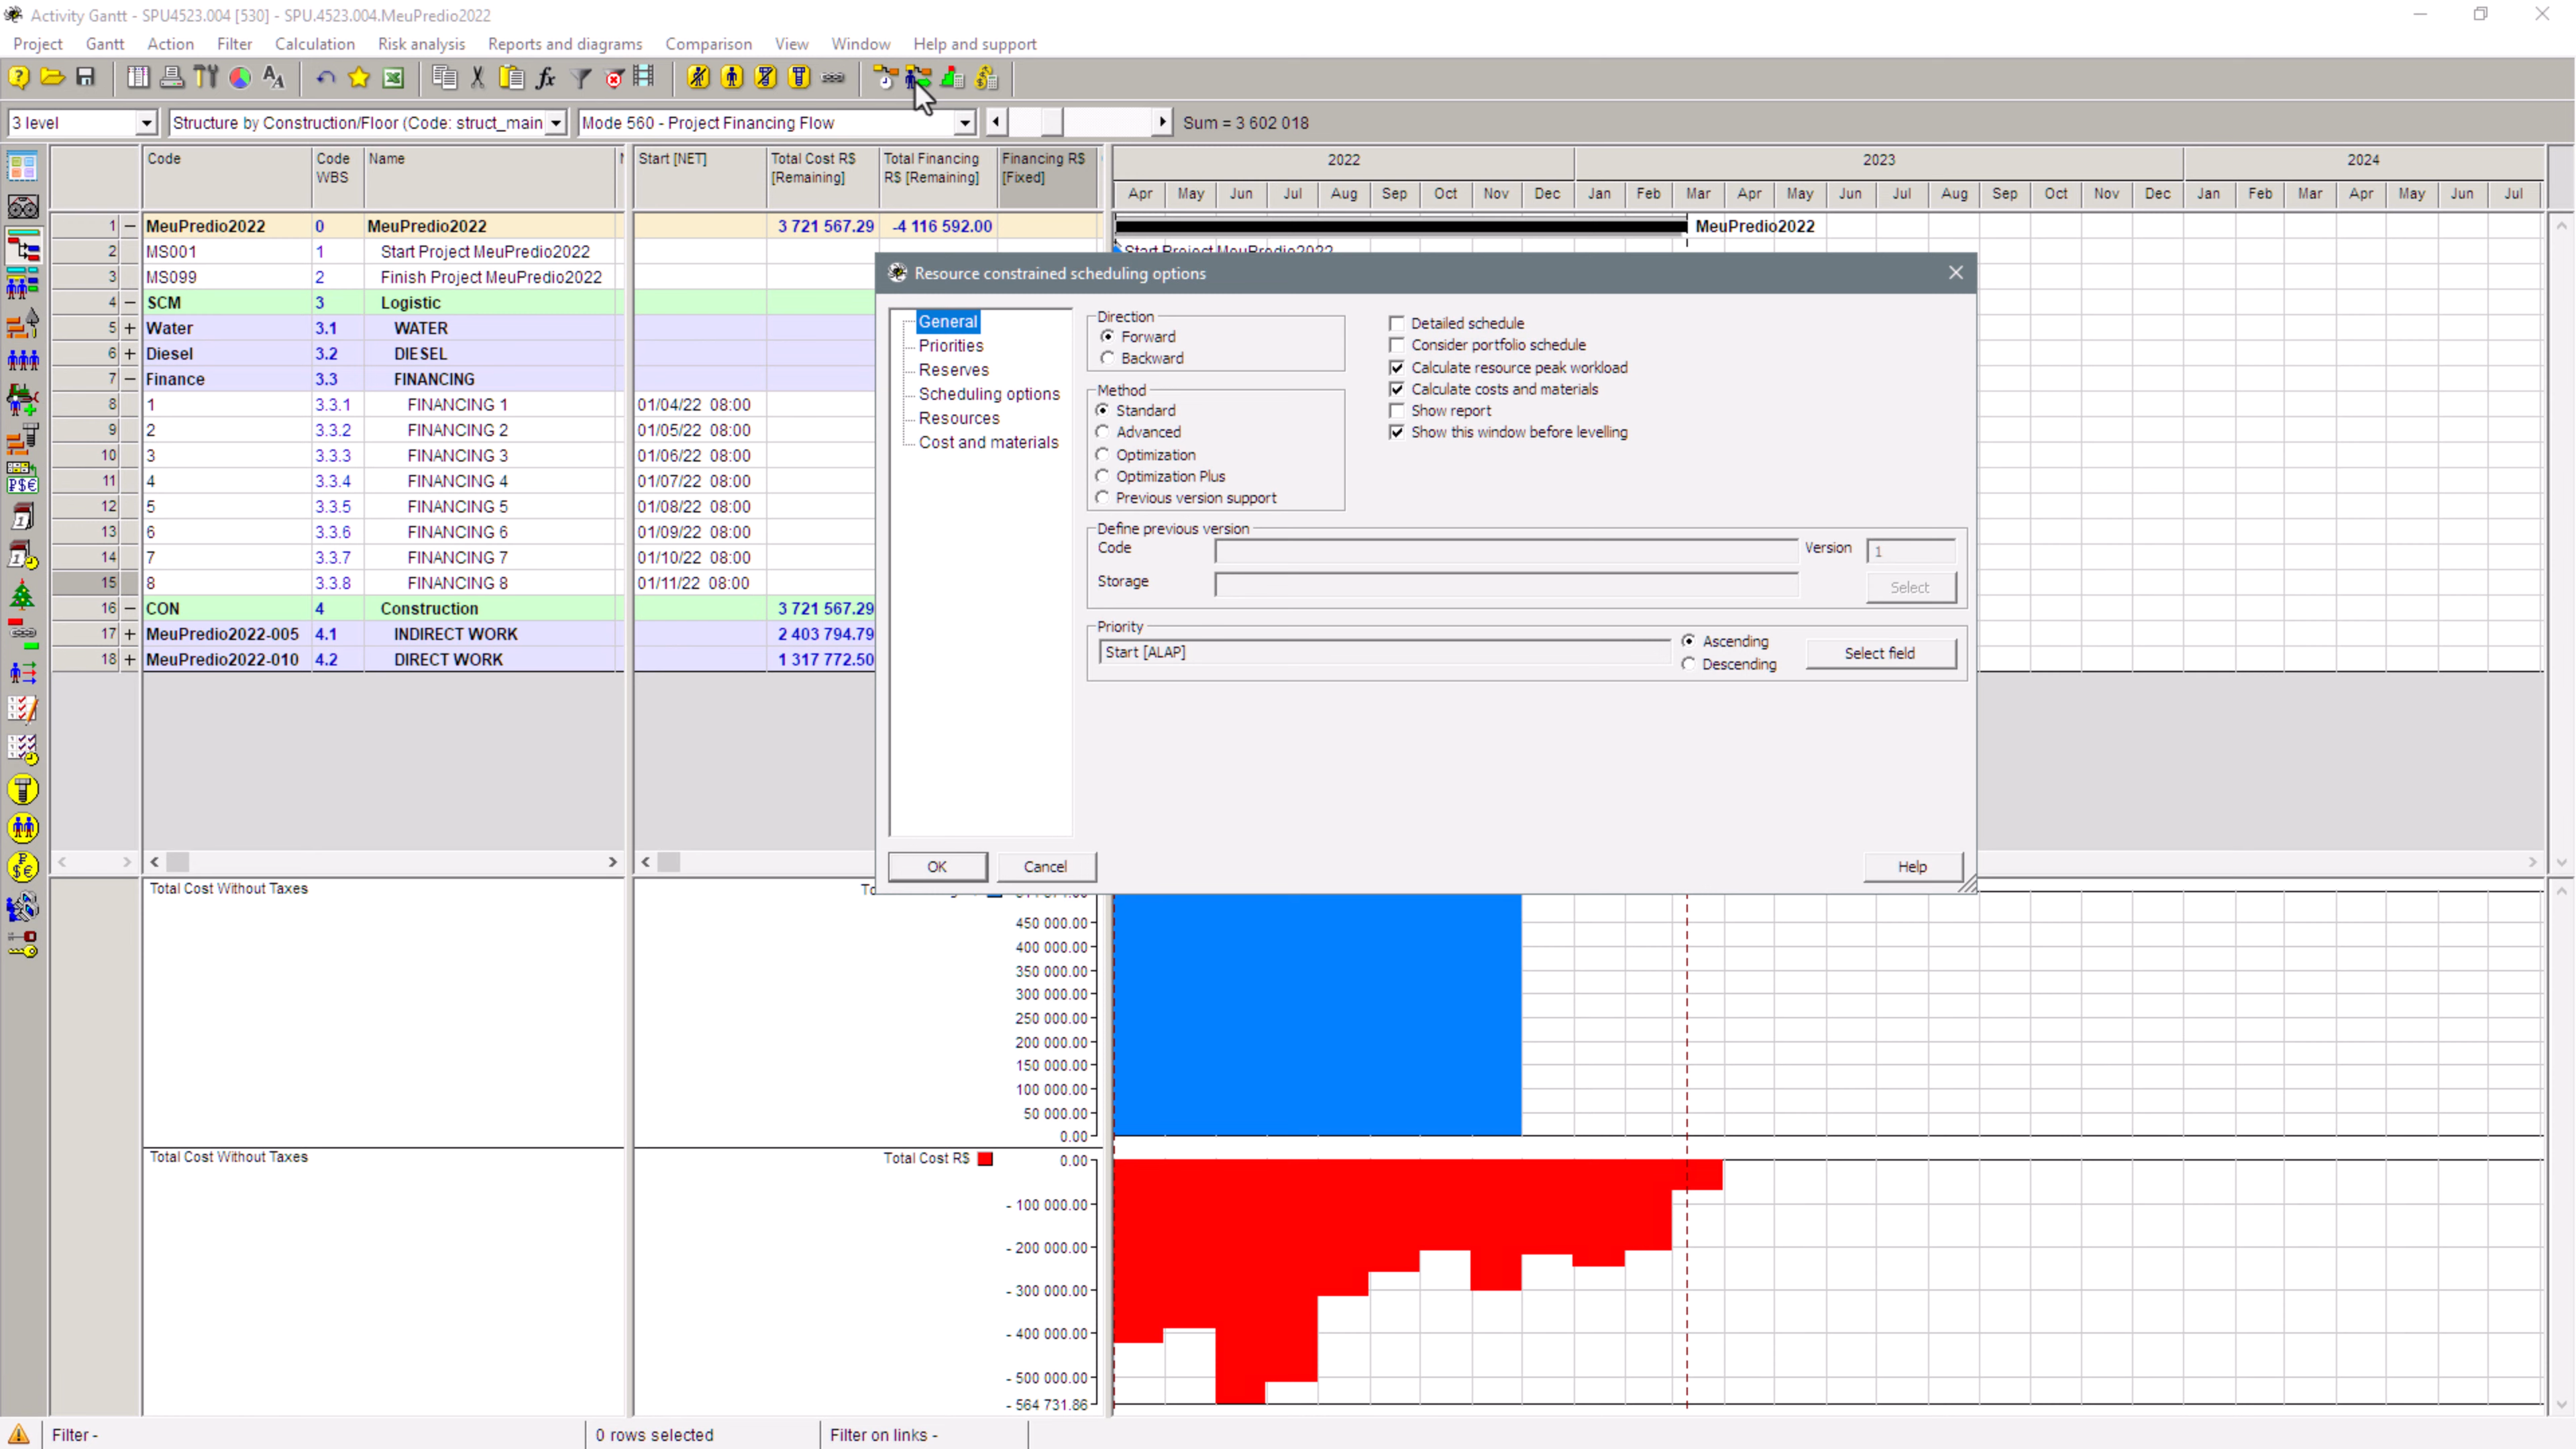 Activity Gantt - SPU4523.004 [530] - SPU.4523.004.MeuPredio2022
Project Gantt Action Filter Calculation Risk analysis Reports and diagrams Comparison View Window Help and support
3 level Structure by Construction/Floor (Code: struct_main Mode 560 - Project Financing Flow Sum = 3 602 018
Code Code WBS Name Start [NET] Total Cost R$ [Remaining] Total Financing R$ [Remaining] Financing R$ [Fixed]
2022 2023 2024
Apr May Jun Jul Aug Sep Oct Nov Dec Jan Feb Mar Apr May Jun Jul Aug Sep Oct Nov Dec Jan Feb Mar Apr May Jun Jul
1 MeuPredio2022 0 MeuPredio2022 3 721 567.29 -4 116 592.00 MeuPredio2022
2 MS001 1 Start Project MeuPredio2022 Start Project MeuPredio2022
3 MS099 2 Finish Project MeuPredio2022
4 SCM 3 Logistic
5 Water 3.1 WATER
6 Diesel 3.2 DIESEL
7 Finance 3.3 FINANCING
8 1 3.3.1 FINANCING 1 01/04/22 08:00
9 2 3.3.2 FINANCING 2 01/05/22 08:00
10 3 3.3.3 FINANCING 3 01/06/22 08:00
11 4 3.3.4 FINANCING 4 01/07/22 08:00
12 5 3.3.5 FINANCING 5 01/08/22 08:00
13 6 3.3.6 FINANCING 6 01/09/22 08:00
14 7 3.3.7 FINANCING 7 01/10/22 08:00
15 8 3.3.8 FINANCING 8 01/11/22 08:00
16 CON 4 Construction 3 721 567.29
17 MeuPredio2022-005 4.1 INDIRECT WORK 2 403 794.79
18 MeuPredio2022-010 4.2 DIRECT WORK 1 317 772.50
Resource constrained scheduling options
General
Priorities
Reserves
Scheduling options
Resources
Cost and materials
Direction
Forward
Backward
Method
Standard
Advanced
Optimization
Optimization Plus
Previous version support
Detailed schedule
Consider portfolio schedule
Calculate resource peak workload
Calculate costs and materials
Show report
Show this window before levelling
Define previous version
Code Version 1
Storage Select
Priority
Start [ALAP] Ascending Descending Select field
OK Cancel Help
Total Cost Without Taxes
450 000.00
400 000.00
350 000.00
300 000.00
250 000.00
200 000.00
150 000.00
100 000.00
50 000.00
0.00
Total Cost Without Taxes Total Cost R$ 0.00
- 100 000.00
- 200 000.00
- 300 000.00
- 400 000.00
- 500 000.00
- 564 731.86
Filter - 0 rows selected Filter on links -